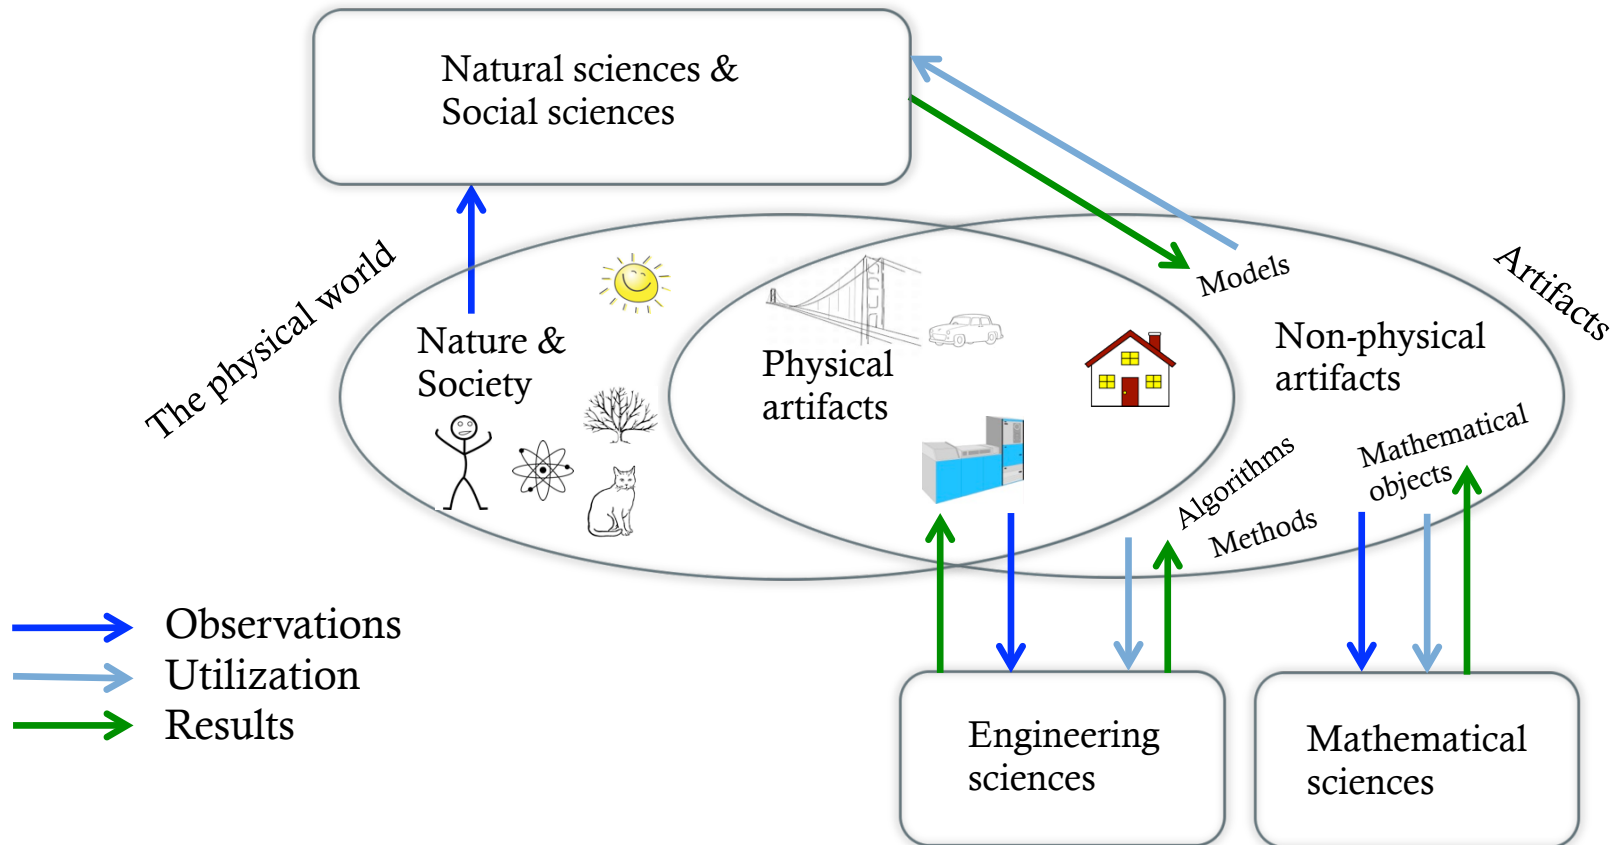 Natural sciences &
Social sciences
The physical world
Artifacts
Models
Nature &
Society
Physical
artifacts
Non-physical
artifacts
Algorithms
Methods
Mathematical
objects
Observations
Utilization
Results
Engineering
sciences
Mathematical
sciences